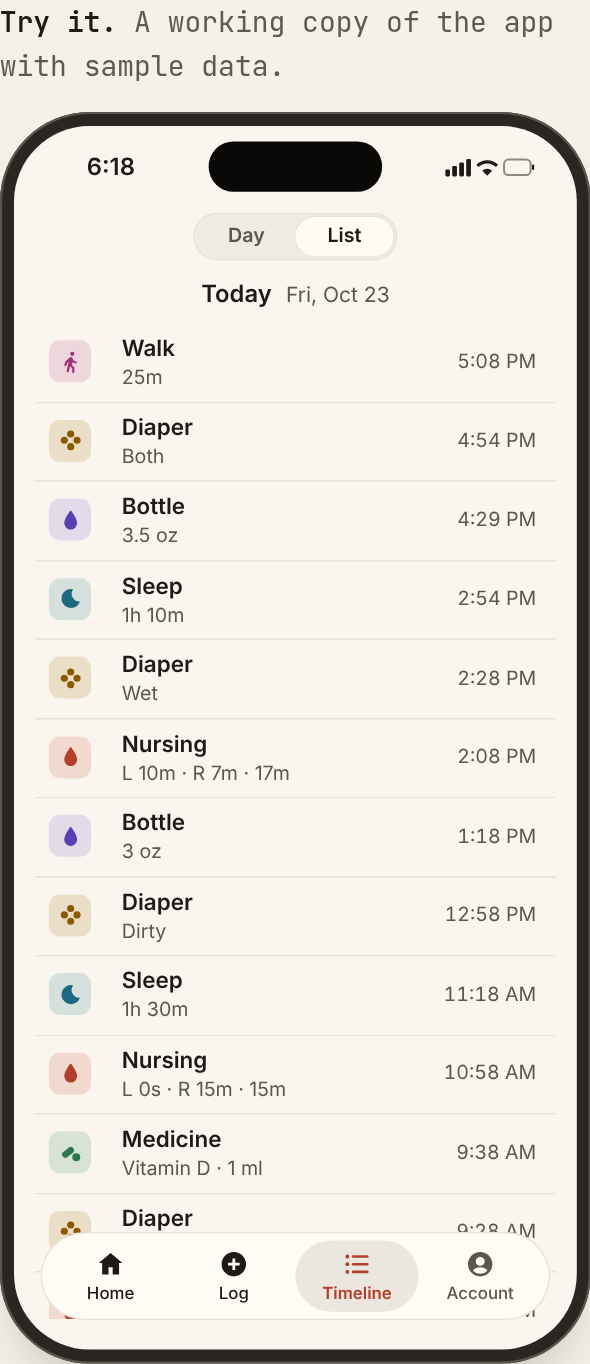 Try it. A working copy of the app
with sample data.
6:18
Day List
Today Fri, Oct 23
Walk
25m
5:08 PM
Diaper
Both
4:54 PM
Bottle
3.5 oz
4:29 PM
Sleep
1h 10m
2:54 PM
Diaper
Wet
2:28 PM
Nursing
L 10m · R 7m · 17m
2:08 PM
Bottle
3 oz
1:18 PM
Diaper
Dirty
12:58 PM
Sleep
1h 30m
11:18 AM
Nursing
L 0s · R 15m · 15m
10:58 AM
Medicine
Vitamin D · 1 ml
9:38 AM
Diaper
9:28 AM
Home Log Timeline Account